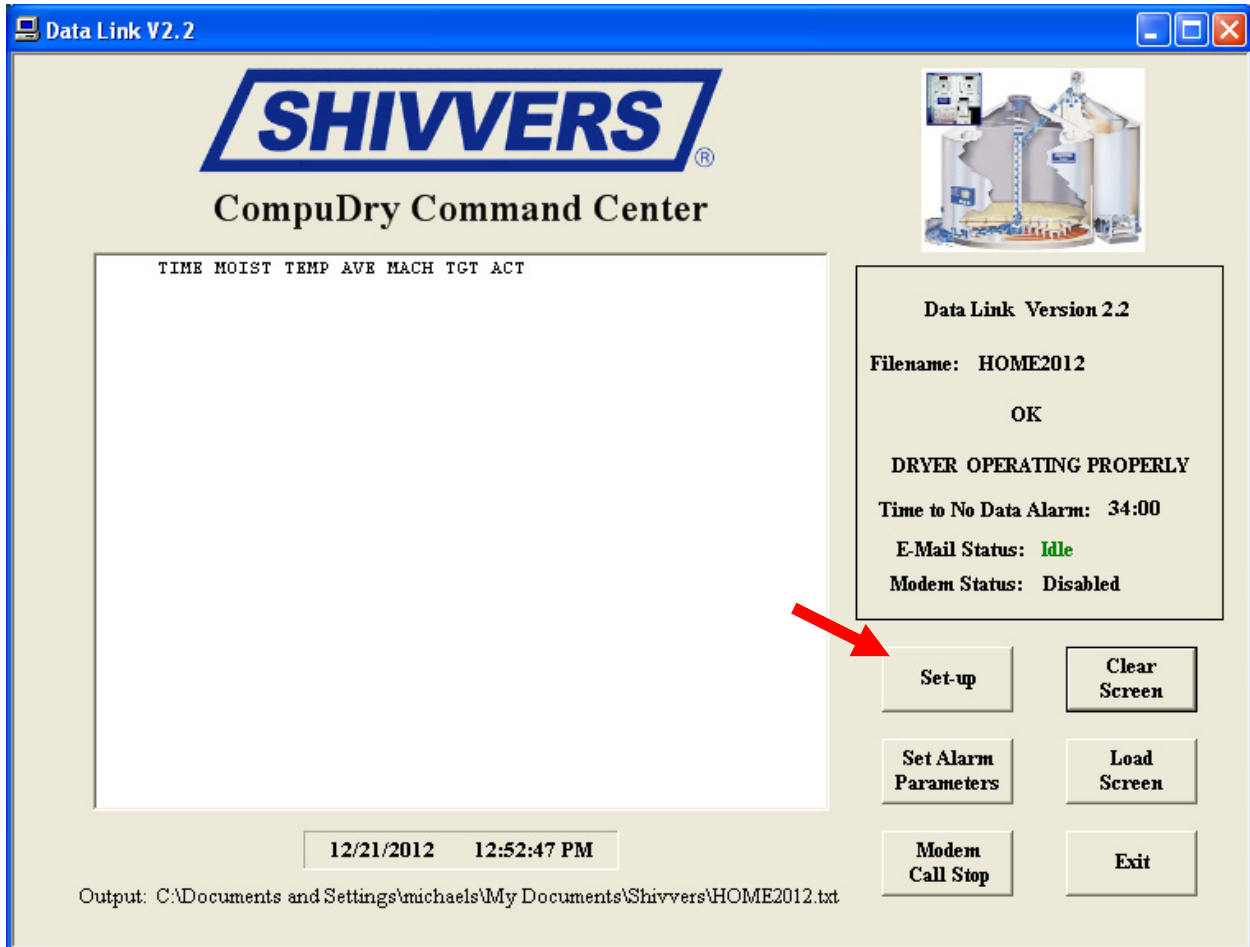 Data Link V2.2
SHIVVERS®
CompuDry Command Center
TIME MOIST TEMP AVE MACH TGT ACT
Data Link Version 2.2
Filename: HOME2012
OK
DRYER OPERATING PROPERLY
Time to No Data Alarm: 34:00
E-Mail Status: Idle
Modem Status: Disabled
Set-up
Clear
Screen
Set Alarm
Parameters
Load
Screen
Modem
Call Stop
Exit
12/21/2012 12:52:47 PM
Output: C:\Documents and Settings\michaels\My Documents\Shivvers\HOME2012.txt